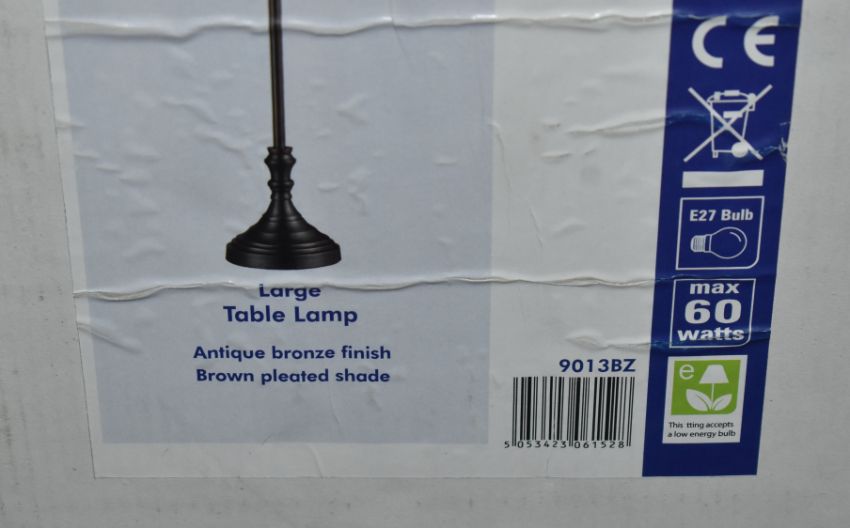 Large
Table Lamp
Antique bronze finish
Brown pleated shade
9013BZ
5 053423 061528
CE
E27 Bulb
max
60
watts
e
This tting accepts
a low energy bulb